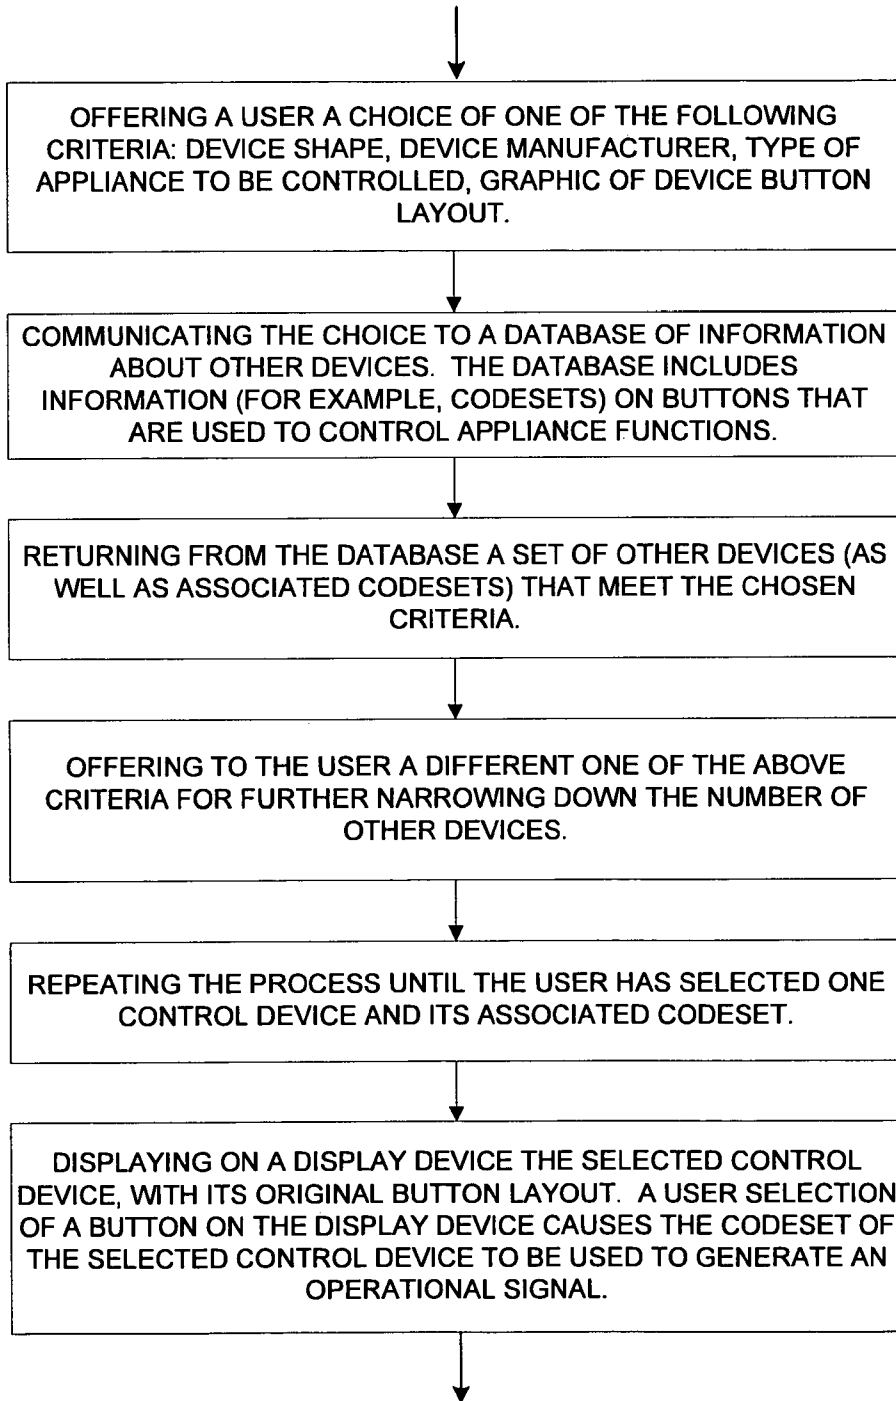 OFFERING A USER A CHOICE OF ONE OF THE FOLLOWING
CRITERIA: DEVICE SHAPE, DEVICE MANUFACTURER, TYPE OF
APPLIANCE TO BE CONTROLLED, GRAPHIC OF DEVICE BUTTON
LAYOUT.
COMMUNICATING THE CHOICE TO A DATABASE OF INFORMATION
ABOUT OTHER DEVICES. THE DATABASE INCLUDES
INFORMATION (FOR EXAMPLE, CODESETS) ON BUTTONS THAT
ARE USED TO CONTROL APPLIANCE FUNCTIONS.
RETURNING FROM THE DATABASE A SET OF OTHER DEVICES (AS
WELL AS ASSOCIATED CODESETS) THAT MEET THE CHOSEN
CRITERIA.
OFFERING TO THE USER A DIFFERENT ONE OF THE ABOVE
CRITERIA FOR FURTHER NARROWING DOWN THE NUMBER OF
OTHER DEVICES.
REPEATING THE PROCESS UNTIL THE USER HAS SELECTED ONE
CONTROL DEVICE AND ITS ASSOCIATED CODESET.
DISPLAYING ON A DISPLAY DEVICE THE SELECTED CONTROL
DEVICE, WITH ITS ORIGINAL BUTTON LAYOUT. A USER SELECTION
OF A BUTTON ON THE DISPLAY DEVICE CAUSES THE CODESET OF
THE SELECTED CONTROL DEVICE TO BE USED TO GENERATE AN
OPERATIONAL SIGNAL.